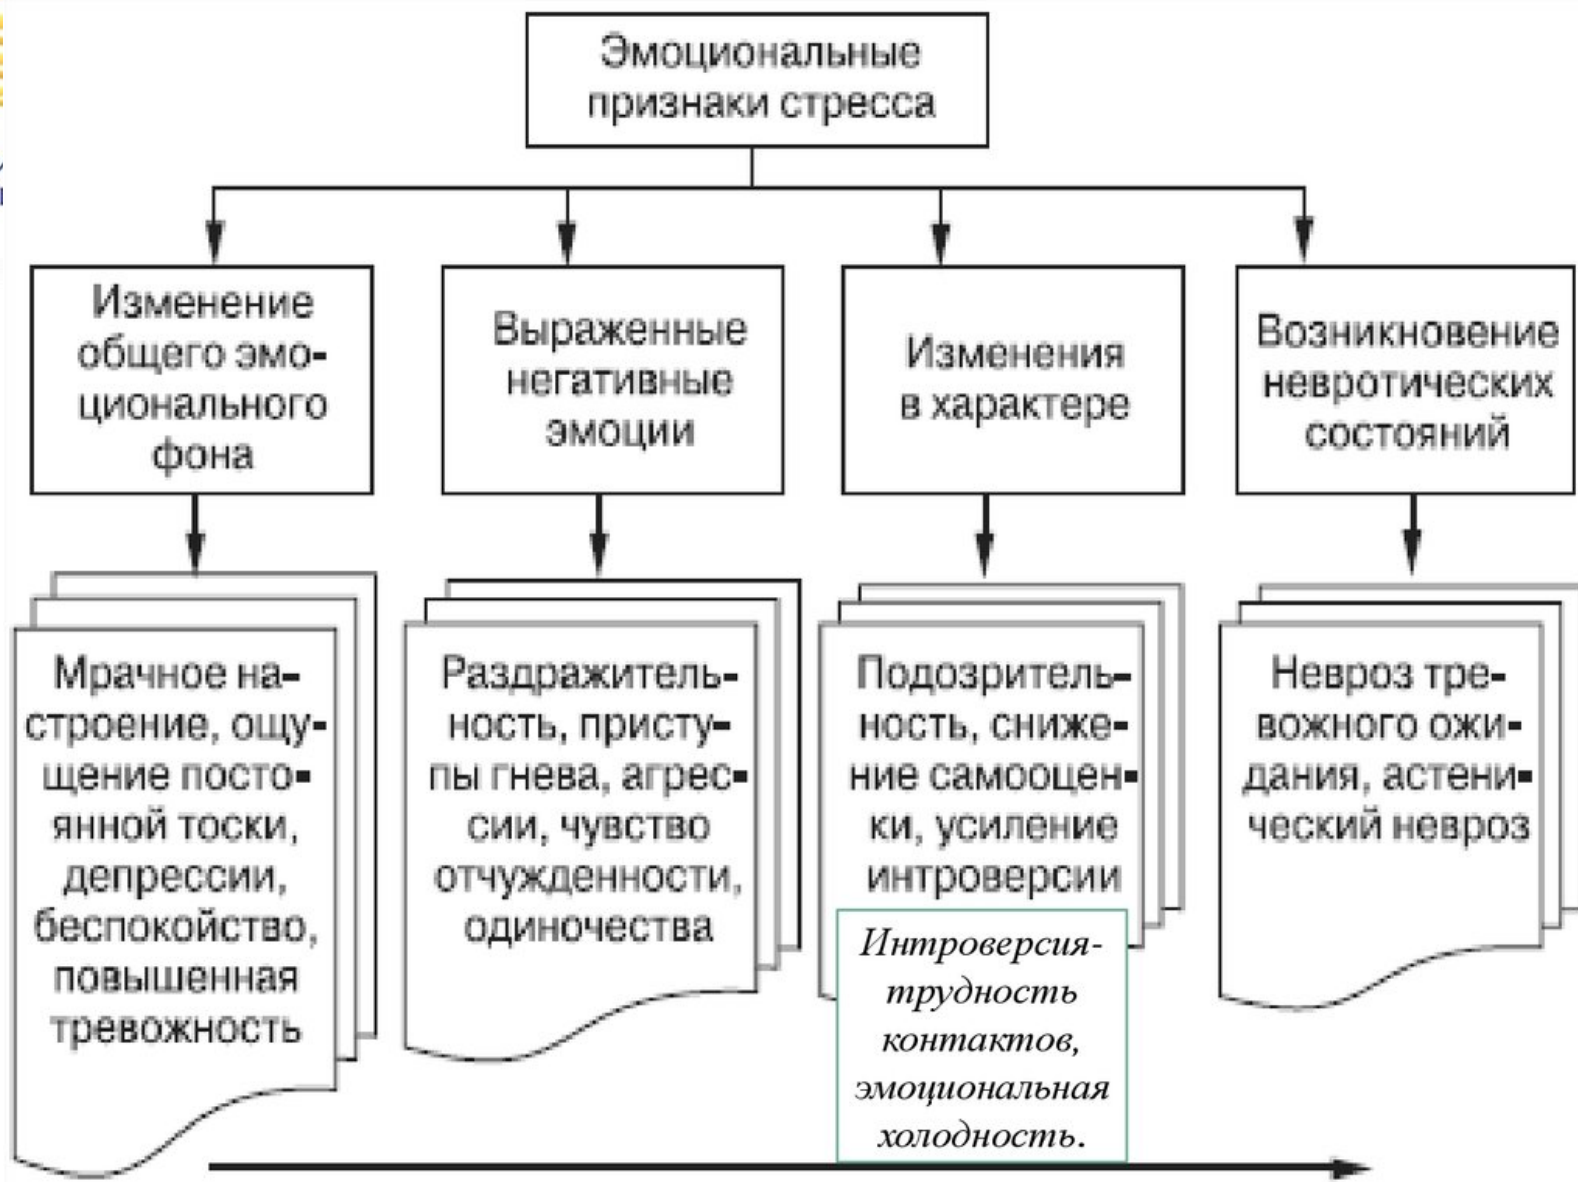 Эмоциональные
признаки стресса
Изменение
общего эмо-
ционального
фона
Выраженные
негативные
эмоции
Изменения
в характере
Возникновение
невротических
состояний
Мрачное на-
строение, ощу-
щение посто-
янной тоски,
депрессии,
беспокойство,
повышенная
тревожность
Раздражитель-
ность, присту-
пы гнева, агрес-
сии, чувство
отчужденности,
одиночества
Подозритель-
ность, сниже-
ние самооцен-
ки, усиление
интроверсии
Интроверсия-
трудность
контактов,
эмоциональная
холодность.
Невроз тре-
вожного ожи-
дания, астени-
ческий невроз